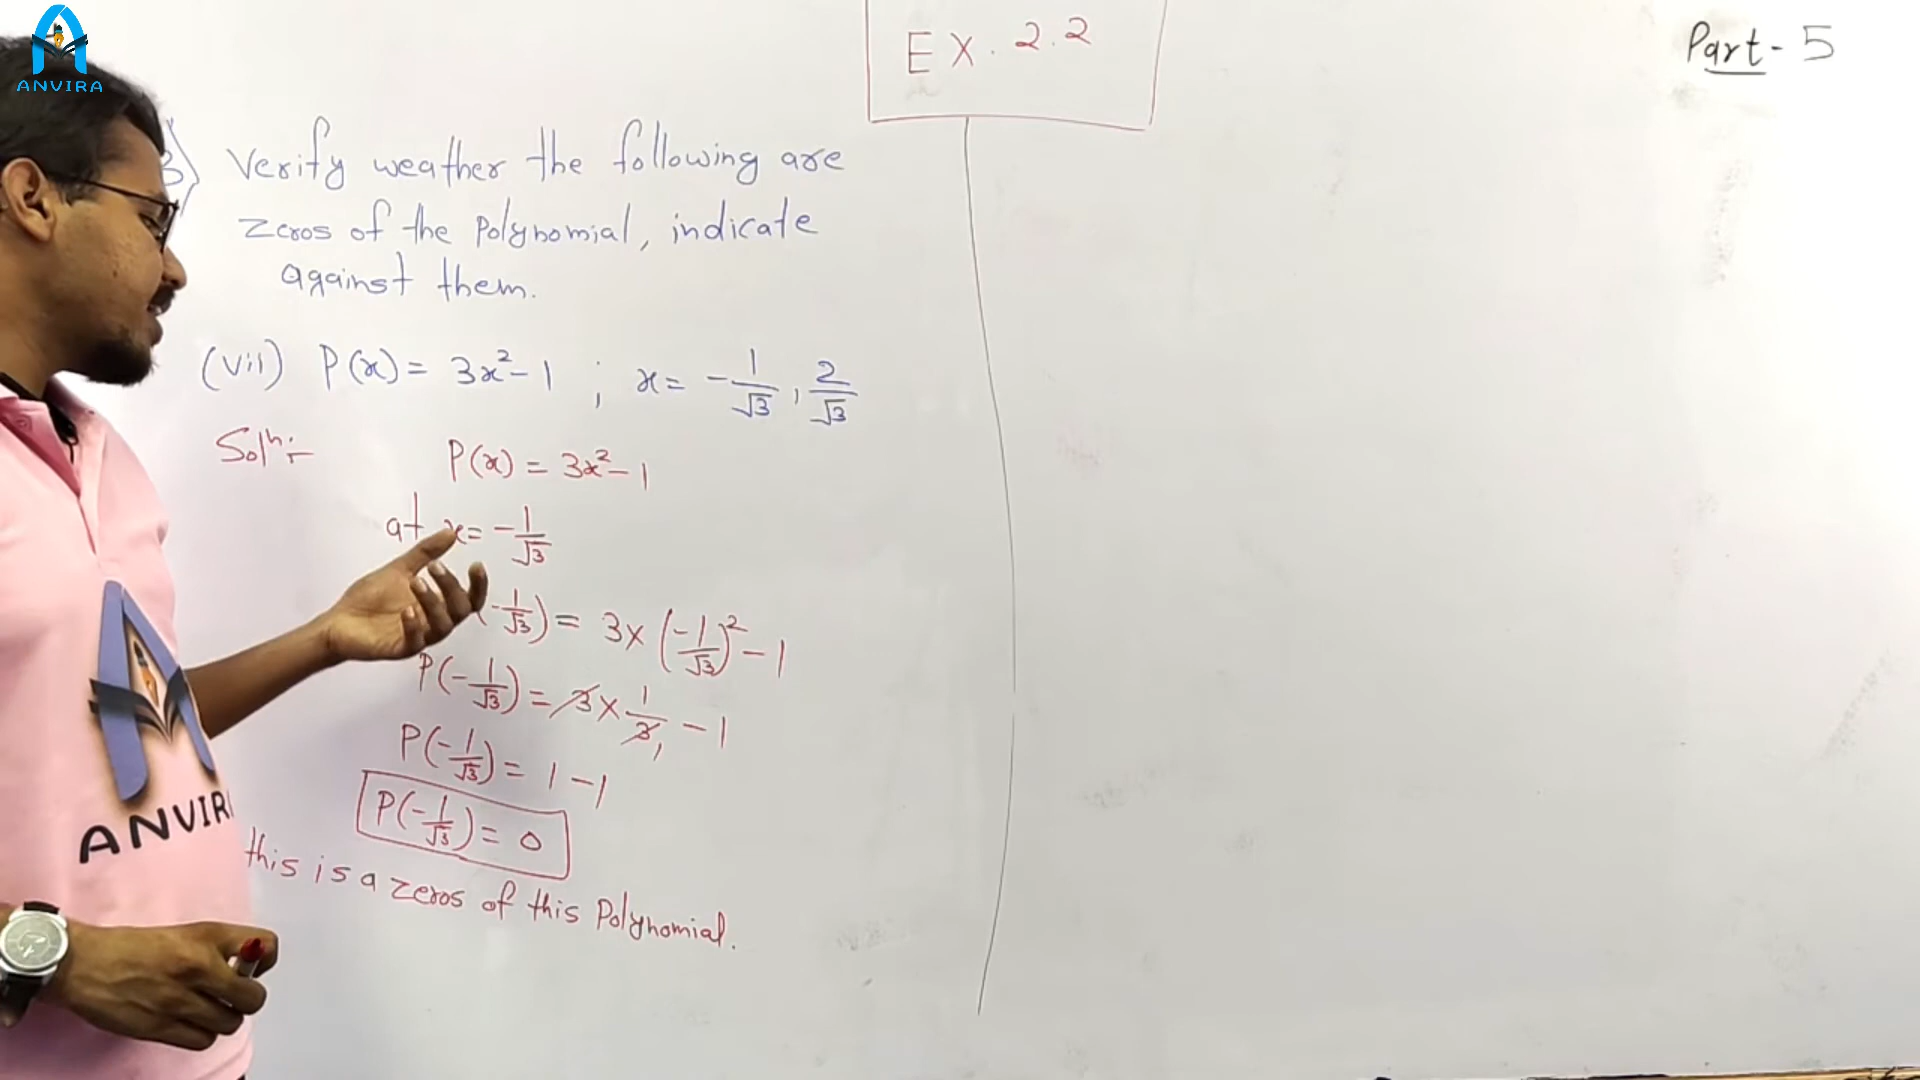 ANVIRA
EX. 2.2
Part - 5
3) Verify weather the following are
zeros of the Polynomial, indicate
against them.
(vii) P(x) = 3x² - 1 ; x = -1/√3, 2/√3
Solⁿ:-
P(x) = 3x² - 1
at x = -1/√3
(-1/√3) = 3 × (-1/√3)² - 1
P(-1/√3) = 3 × 1/3 - 1
P(-1/√3) = 1 - 1
P(-1/√3) = 0
this is a zeros of this Polynomial.
ANVIRA